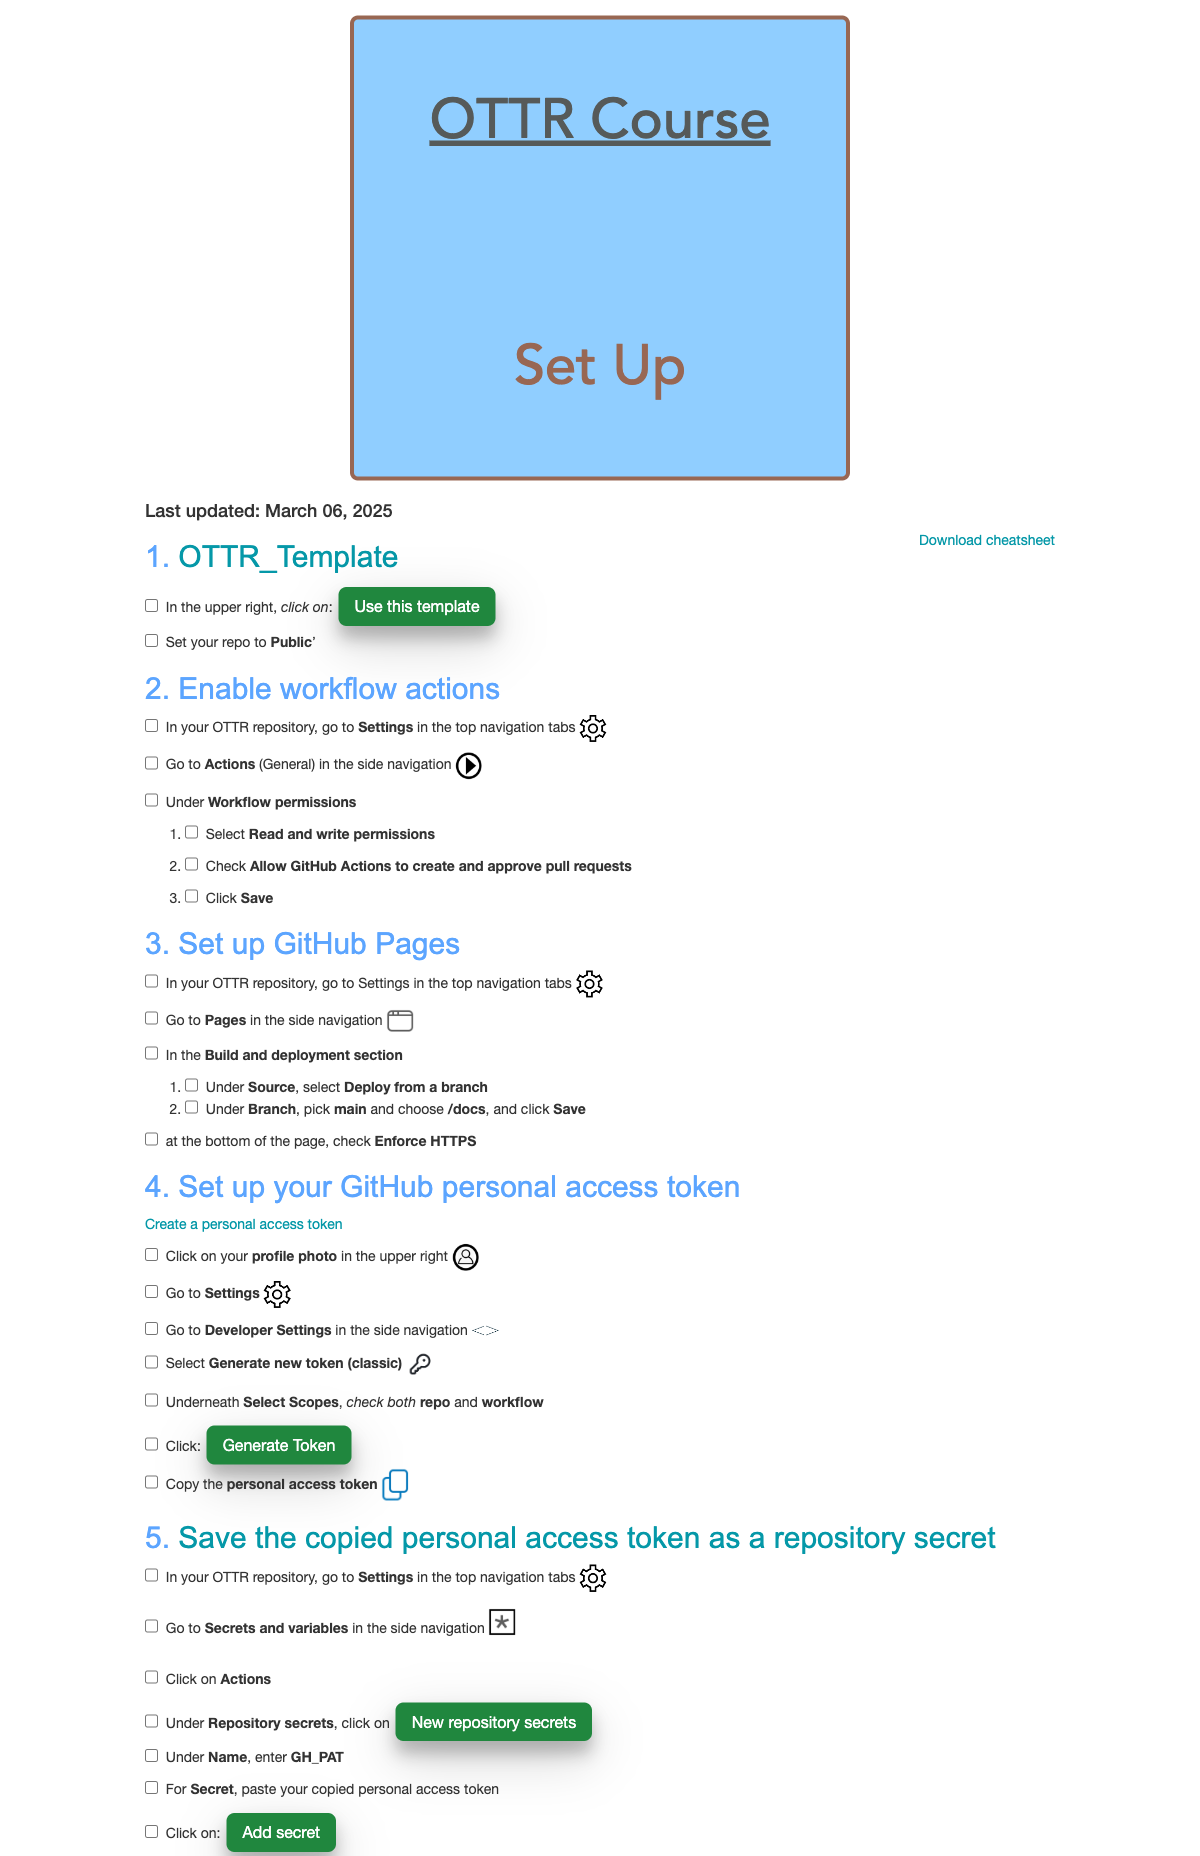 OTTR Course
Set Up
Last updated: March 06, 2025
Download cheatsheet
1. OTTR_Template
In the upper right, click on: Use this template
Set your repo to Public'
2. Enable workflow actions
In your OTTR repository, go to Settings in the top navigation tabs
Go to Actions (General) in the side navigation
Under Workflow permissions
1. Select Read and write permissions
2. Check Allow GitHub Actions to create and approve pull requests
3. Click Save
3. Set up GitHub Pages
In your OTTR repository, go to Settings in the top navigation tabs
Go to Pages in the side navigation
In the Build and deployment section
1. Under Source, select Deploy from a branch
2. Under Branch, pick main and choose /docs, and click Save
at the bottom of the page, check Enforce HTTPS
4. Set up your GitHub personal access token
Create a personal access token
Click on your profile photo in the upper right
Go to Settings
Go to Developer Settings in the side navigation
Select Generate new token (classic)
Underneath Select Scopes, check both repo and workflow
Click: Generate Token
Copy the personal access token
5. Save the copied personal access token as a repository secret
In your OTTR repository, go to Settings in the top navigation tabs
Go to Secrets and variables in the side navigation
Click on Actions
Under Repository secrets, click on New repository secrets
Under Name, enter GH_PAT
For Secret, paste your copied personal access token
Click on: Add secret